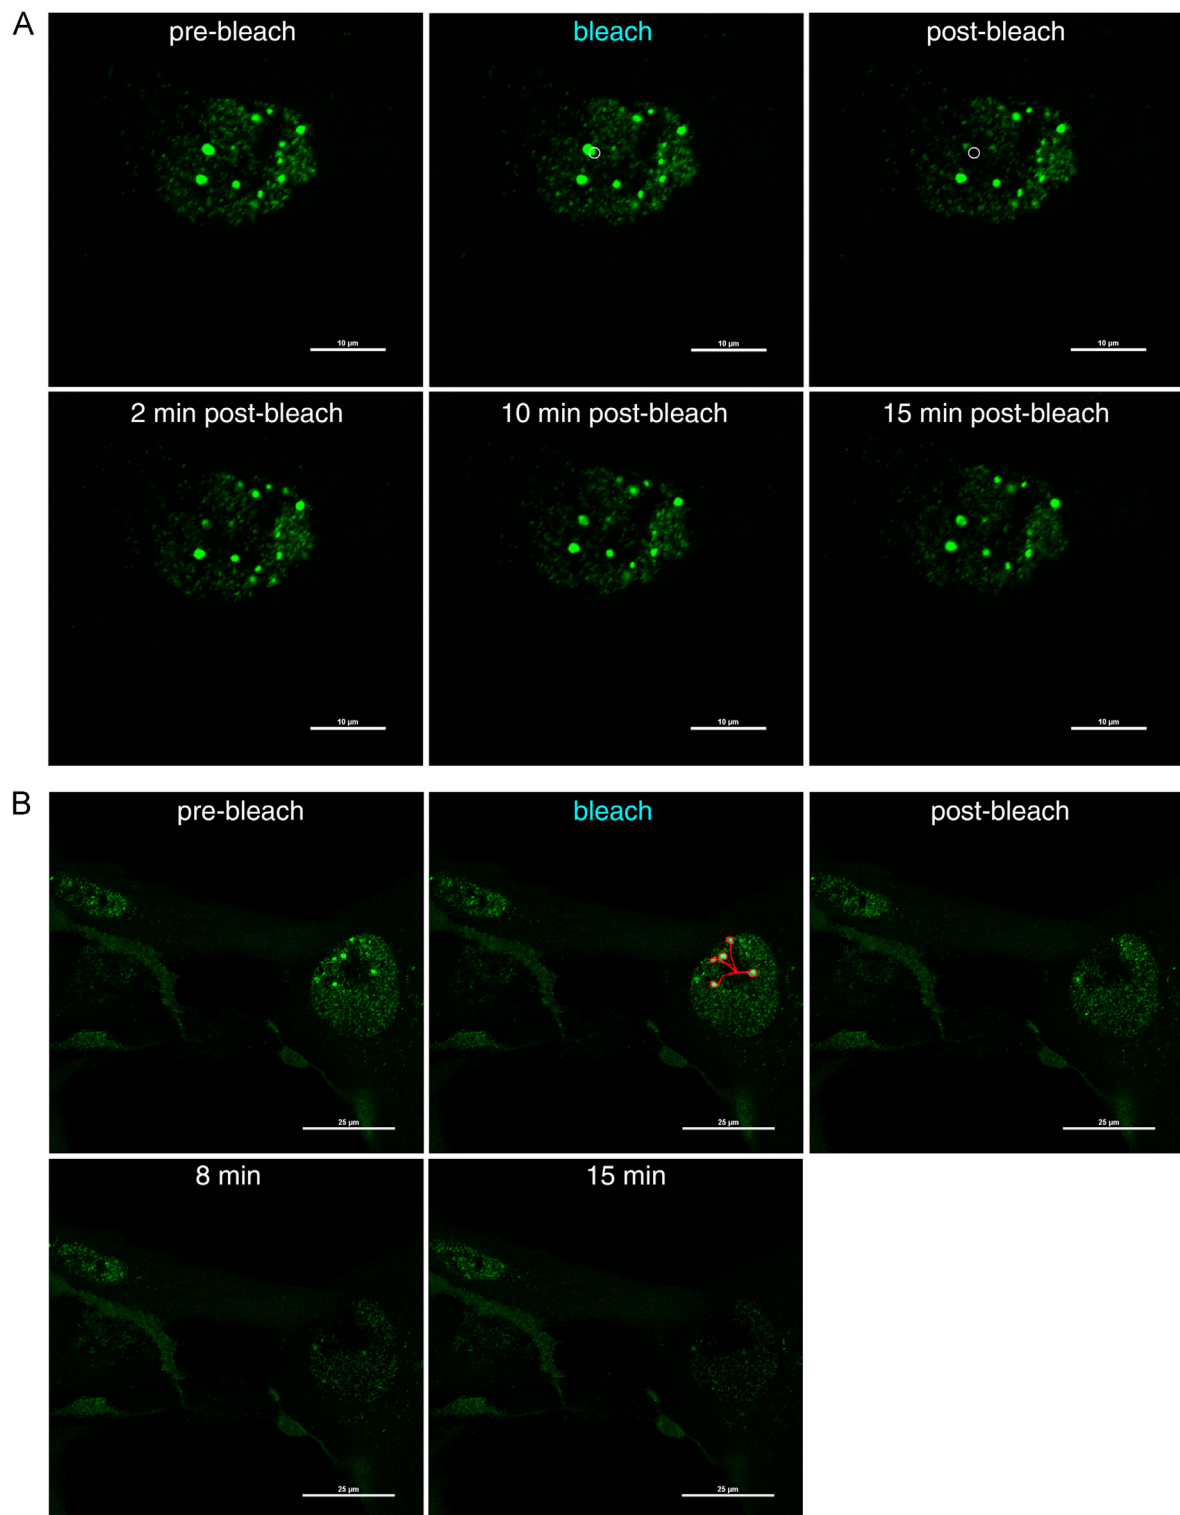 A
pre-bleach
bleach
post-bleach
10 µm
10 µm
10 µm
2 min post-bleach
10 min post-bleach
15 min post-bleach
10 µm
10 µm
10 µm
B
pre-bleach
bleach
post-bleach
25 µm
25 µm
25 µm
8 min
15 min
25 µm
25 µm